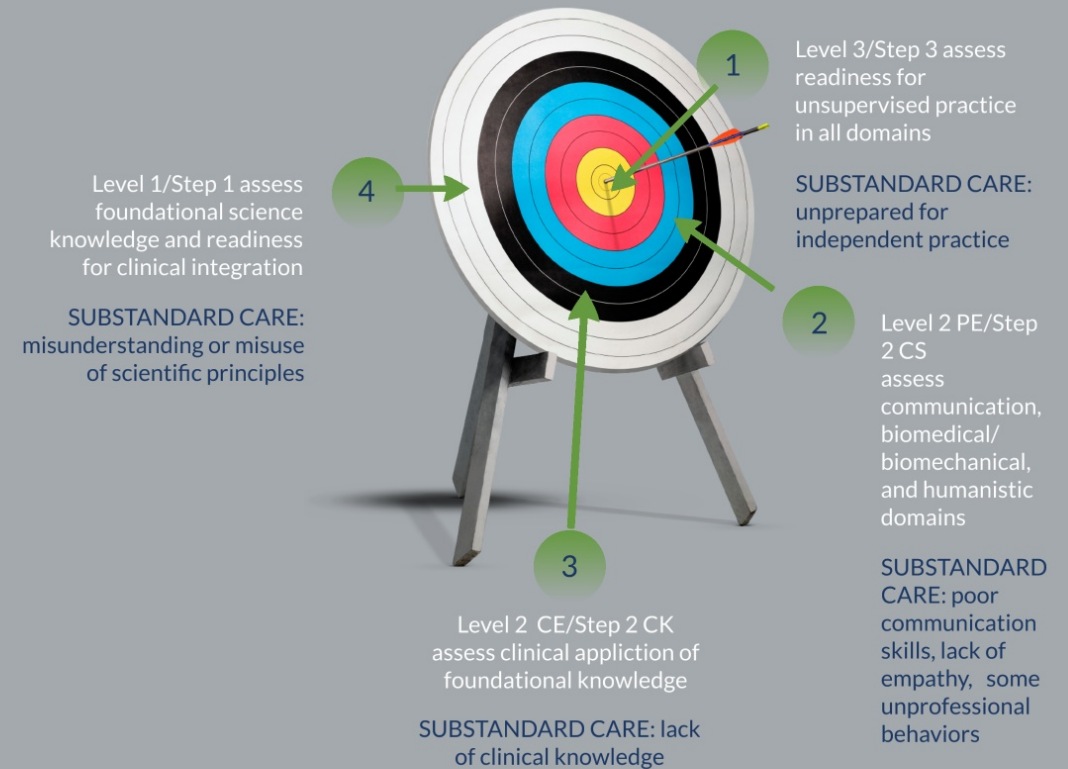 1
Level 3/Step 3 assess
readiness for
unsupervised practice
in all domains
SUBSTANDARD CARE:
unprepared for
independent practice
2
Level 2 PE/Step
2 CS
assess
communication,
biomedical/
biomechanical,
and humanistic
domains
SUBSTANDARD
CARE: poor
communication
skills, lack of
empathy, some
unprofessional
behaviors
3
Level 2 CE/Step 2 CK
assess clinical appliction of
foundational knowledge
SUBSTANDARD CARE: lack
of clinical knowledge
4
Level 1/Step 1 assess
foundational science
knowledge and readiness
for clinical integration
SUBSTANDARD CARE:
misunderstanding or misuse
of scientific principles